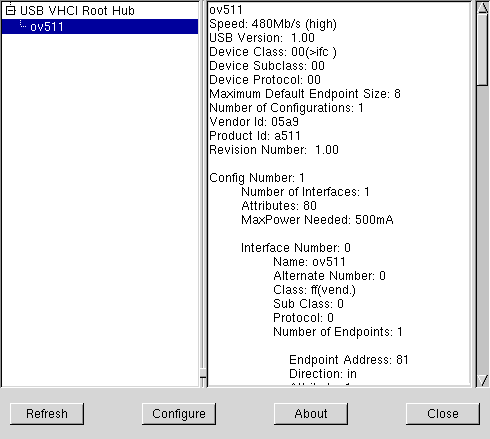 USB VHCI Root Hub
ov511
ov511
Speed: 480Mb/s (high)
USB Version:  1.00
Device Class: 00(>ifc )
Device Subclass: 00
Device Protocol: 00
Maximum Default Endpoint Size: 8
Number of Configurations: 1
Vendor Id: 05a9
Product Id: a511
Revision Number:  1.00
Config Number: 1
Number of Interfaces: 1
Attributes: 80
MaxPower Needed: 500mA
Interface Number: 0
Name: ov511
Alternate Number: 0
Class: ff(vend.)
Sub Class: 0
Protocol: 0
Number of Endpoints: 1
Endpoint Address: 81
Direction: in
Refresh
Configure
About
Close